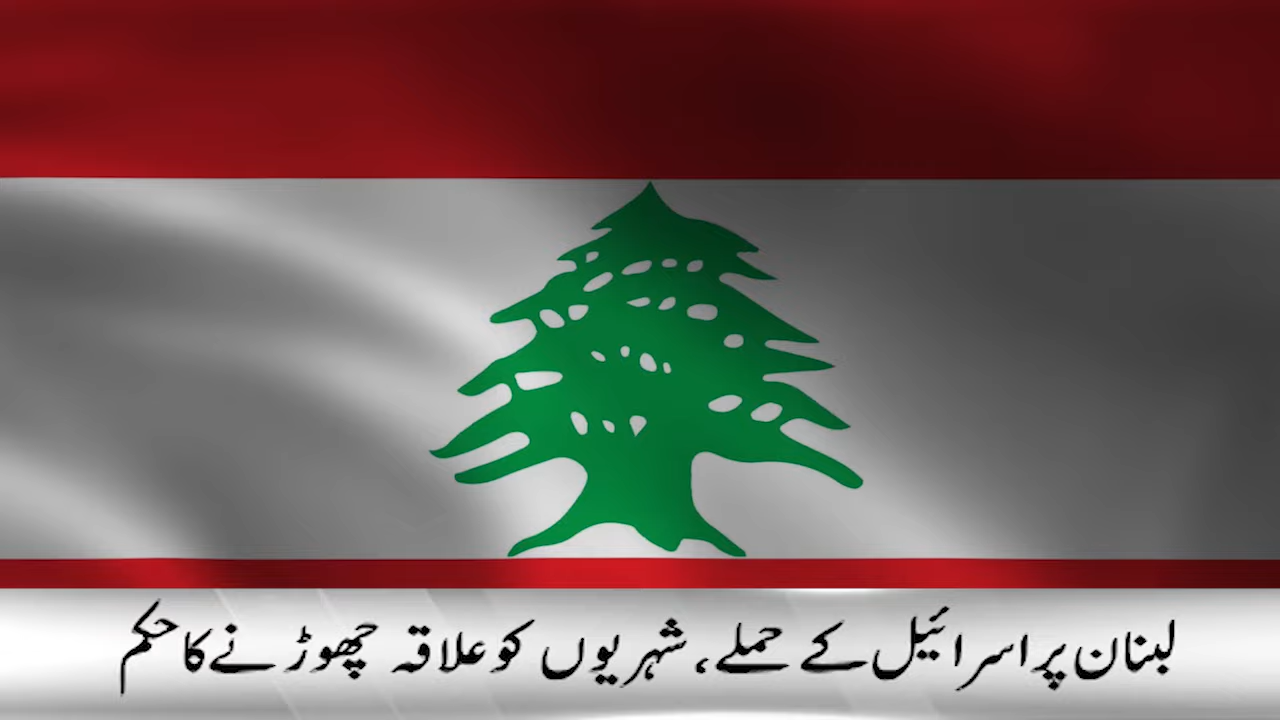 لبنان پر اسرائیل کے حملے، شہریوں کو علاقہ چھوڑنے کا حکم